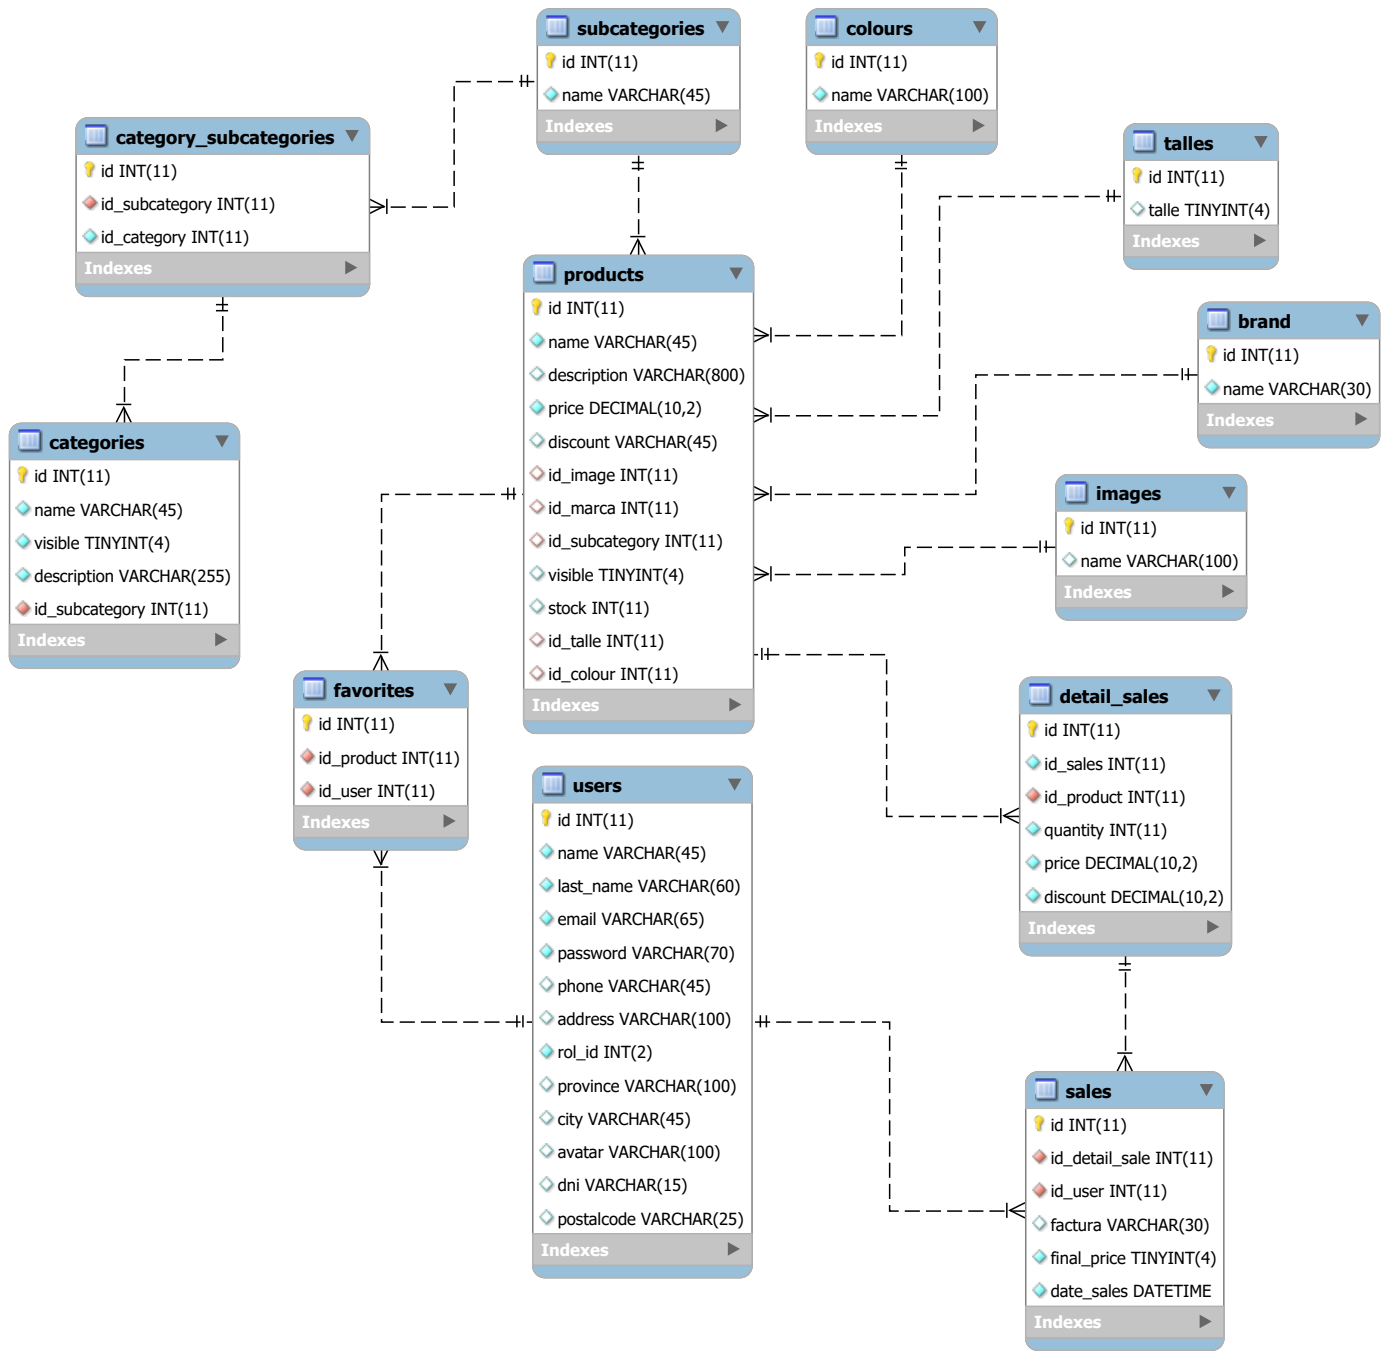 subcategories
id INT(11)
name VARCHAR(45)
Indexes
colours
id INT(11)
name VARCHAR(100)
Indexes
category_subcategories
id INT(11)
id_subcategory INT(11)
id_category INT(11)
Indexes
talles
id INT(11)
talle TINYINT(4)
Indexes
products
id INT(11)
name VARCHAR(45)
description VARCHAR(800)
price DECIMAL(10,2)
discount VARCHAR(45)
id_image INT(11)
id_marca INT(11)
id_subcategory INT(11)
visible TINYINT(4)
stock INT(11)
id_talle INT(11)
id_colour INT(11)
Indexes
brand
id INT(11)
name VARCHAR(30)
Indexes
categories
id INT(11)
name VARCHAR(45)
visible TINYINT(4)
description VARCHAR(255)
id_subcategory INT(11)
Indexes
images
id INT(11)
name VARCHAR(100)
Indexes
favorites
id INT(11)
id_product INT(11)
id_user INT(11)
Indexes
detail_sales
id INT(11)
id_sales INT(11)
id_product INT(11)
quantity INT(11)
price DECIMAL(10,2)
discount DECIMAL(10,2)
Indexes
users
id INT(11)
name VARCHAR(45)
last_name VARCHAR(60)
email VARCHAR(65)
password VARCHAR(70)
phone VARCHAR(45)
address VARCHAR(100)
rol_id INT(2)
province VARCHAR(100)
city VARCHAR(45)
avatar VARCHAR(100)
dni VARCHAR(15)
postalcode VARCHAR(25)
Indexes
sales
id INT(11)
id_detail_sale INT(11)
id_user INT(11)
factura VARCHAR(30)
final_price TINYINT(4)
date_sales DATETIME
Indexes